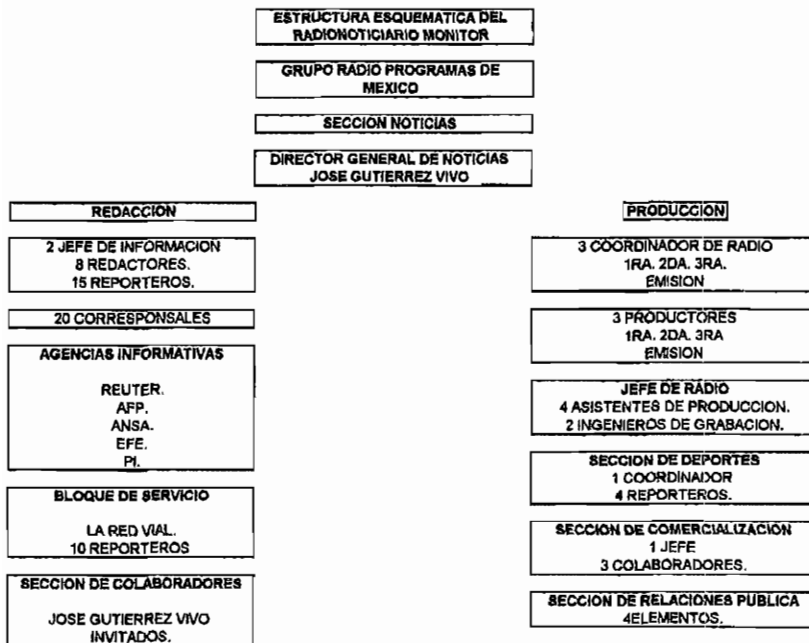 ESTRUCTURA ESQUEMATICA DEL
RADIONOTICIARIO MONITOR
GRUPO RADIO PROGRAMAS DE
MEXICO
SECCION NOTICIAS
DIRECTOR GENERAL DE NOTICIAS
JOSE GUTIERREZ VIVO
REDACCION
2 JEFE DE INFORMACION
8 REDACTORES.
15 REPORTEROS.
20 CORRESPONSALES
AGENCIAS INFORMATIVAS
REUTER.
AFP.
ANSA.
EFE.
PI.
BLOQUE DE SERVICIO
LA RED VIAL.
10 REPORTEROS
SECCION DE COLABORADORES
JOSE GUTIERREZ VIVO
INVITADOS.
PRODUCCION
3 COORDINADOR DE RADIO
1RA. 2DA. 3RA.
EMISION
3 PRODUCTORES
1RA. 2DA. 3RA
EMISION
JEFE DE RADIO
4 ASISTENTES DE PRODUCCION.
2 INGENIEROS DE GRABACION.
SECCION DE DEPORTES
1 COORDINADOR
4 REPORTEROS.
SECCION DE COMERCIALIZACION
1 JEFE
3 COLABORADORES.
SECCION DE RELACIONES PUBLICA
4ELEMENTOS.